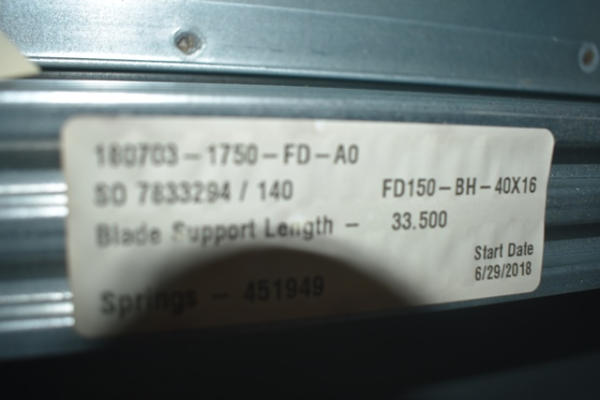 180703-1750-FD-A0
SO 7833294 / 140 FD150-BH-40X16
Blade Support Length - 33.500
Start Date
6/29/2018
Springs - 451949